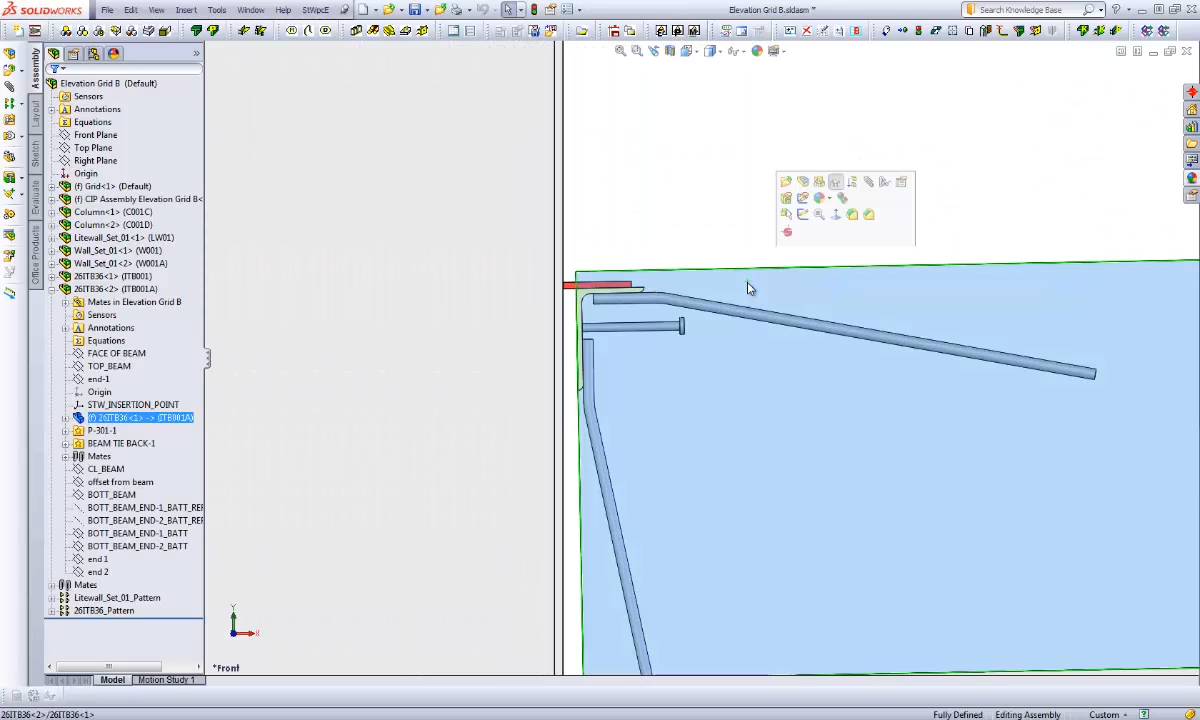 SOLIDWORKS File Edit View Insert Tools Window Help StWpcE Elevation Grid B.sldasm * Search Knowledge Base
Assembly
Layout
Sketch
Evaluate
Office Products
Elevation Grid B (Default)
Sensors
Annotations
Equations
Front Plane
Top Plane
Right Plane
Origin
(f) Grid<1> (Default)
(f) CIP Assembly Elevation Grid B<
Column<1> (C001C)
Column<2> (C001D)
Litewall_Set_01<1> (LW01)
Wall_Set_01<1> (W001)
Wall_Set_01<2> (W001A)
26ITB36<1> (ITB001)
26ITB36<2> (ITB001A)
Mates in Elevation Grid B
Sensors
Annotations
Equations
FACE OF BEAM
TOP_BEAM
end-1
Origin
STW_INSERTION_POINT
(f) 26ITB36<1> -> (ITB001A)
P-301-1
BEAM TIE BACK-1
Mates
CL_BEAM
offset from beam
BOTT_BEAM
BOTT_BEAM_END-1_BATT_REF
BOTT_BEAM_END-2_BATT_REF
BOTT_BEAM_END-1_BATT
BOTT_BEAM_END-2_BATT
end 1
end 2
Mates
Litewall_Set_01_Pattern
26ITB36_Pattern
Y
X
*Front
Model Motion Study 1
26ITB36<2>/26ITB36<1> Fully Defined Editing Assembly Custom